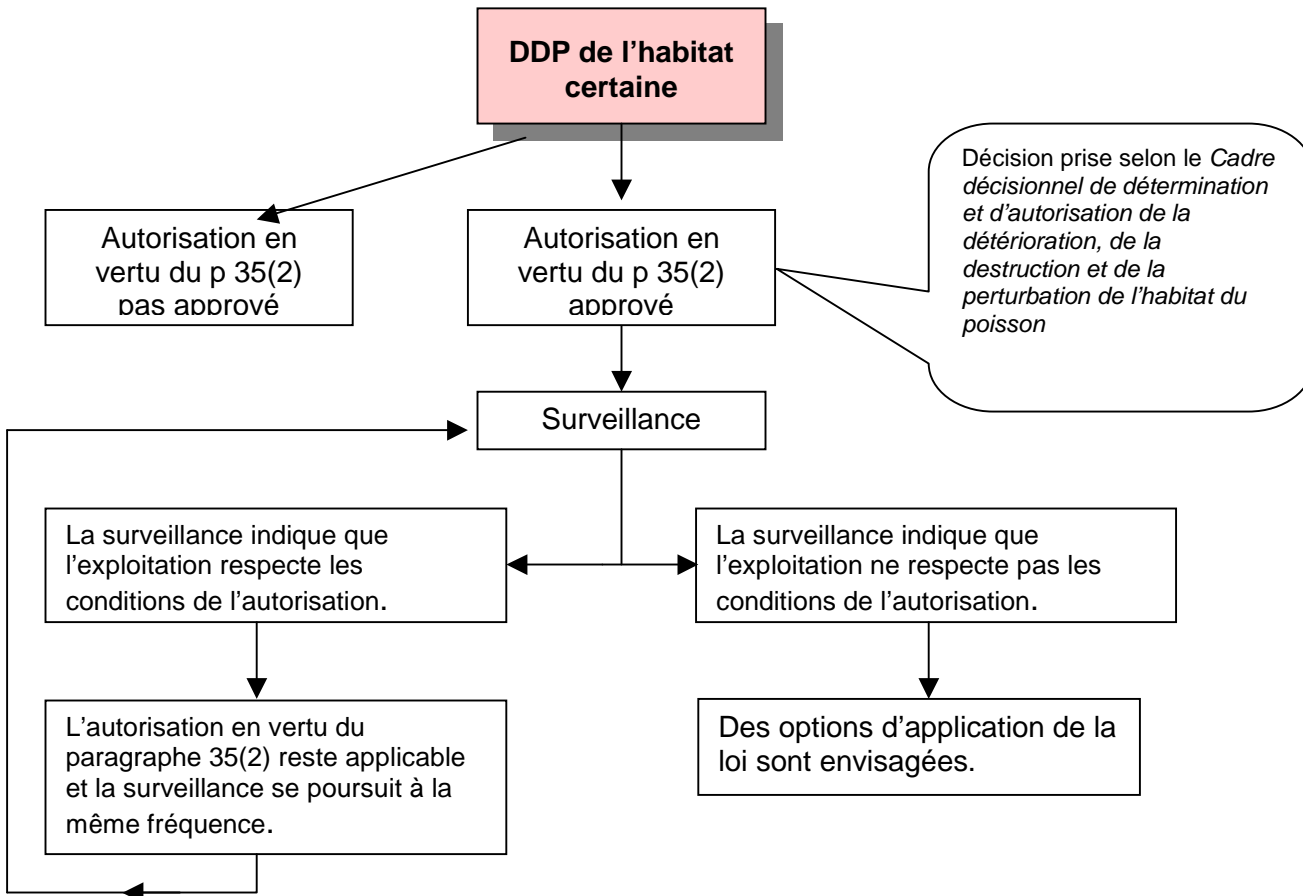 DDP de l’habitat
certaine
Autorisation en
vertu du p 35(2)
pas apprové
Autorisation en
vertu du p 35(2)
apprové
Décision prise selon le Cadre
décisionnel de détermination
et d’autorisation de la
détérioration, de la
destruction et de la
perturbation de l’habitat du
poisson
Surveillance
La surveillance indique que
l’exploitation respecte les
conditions de l’autorisation.
La surveillance indique que
l’exploitation ne respecte pas les
conditions de l’autorisation.
L’autorisation en vertu du
paragraphe 35(2) reste applicable
et la surveillance se poursuit à la
même fréquence.
Des options d’application de la
loi sont envisagées.